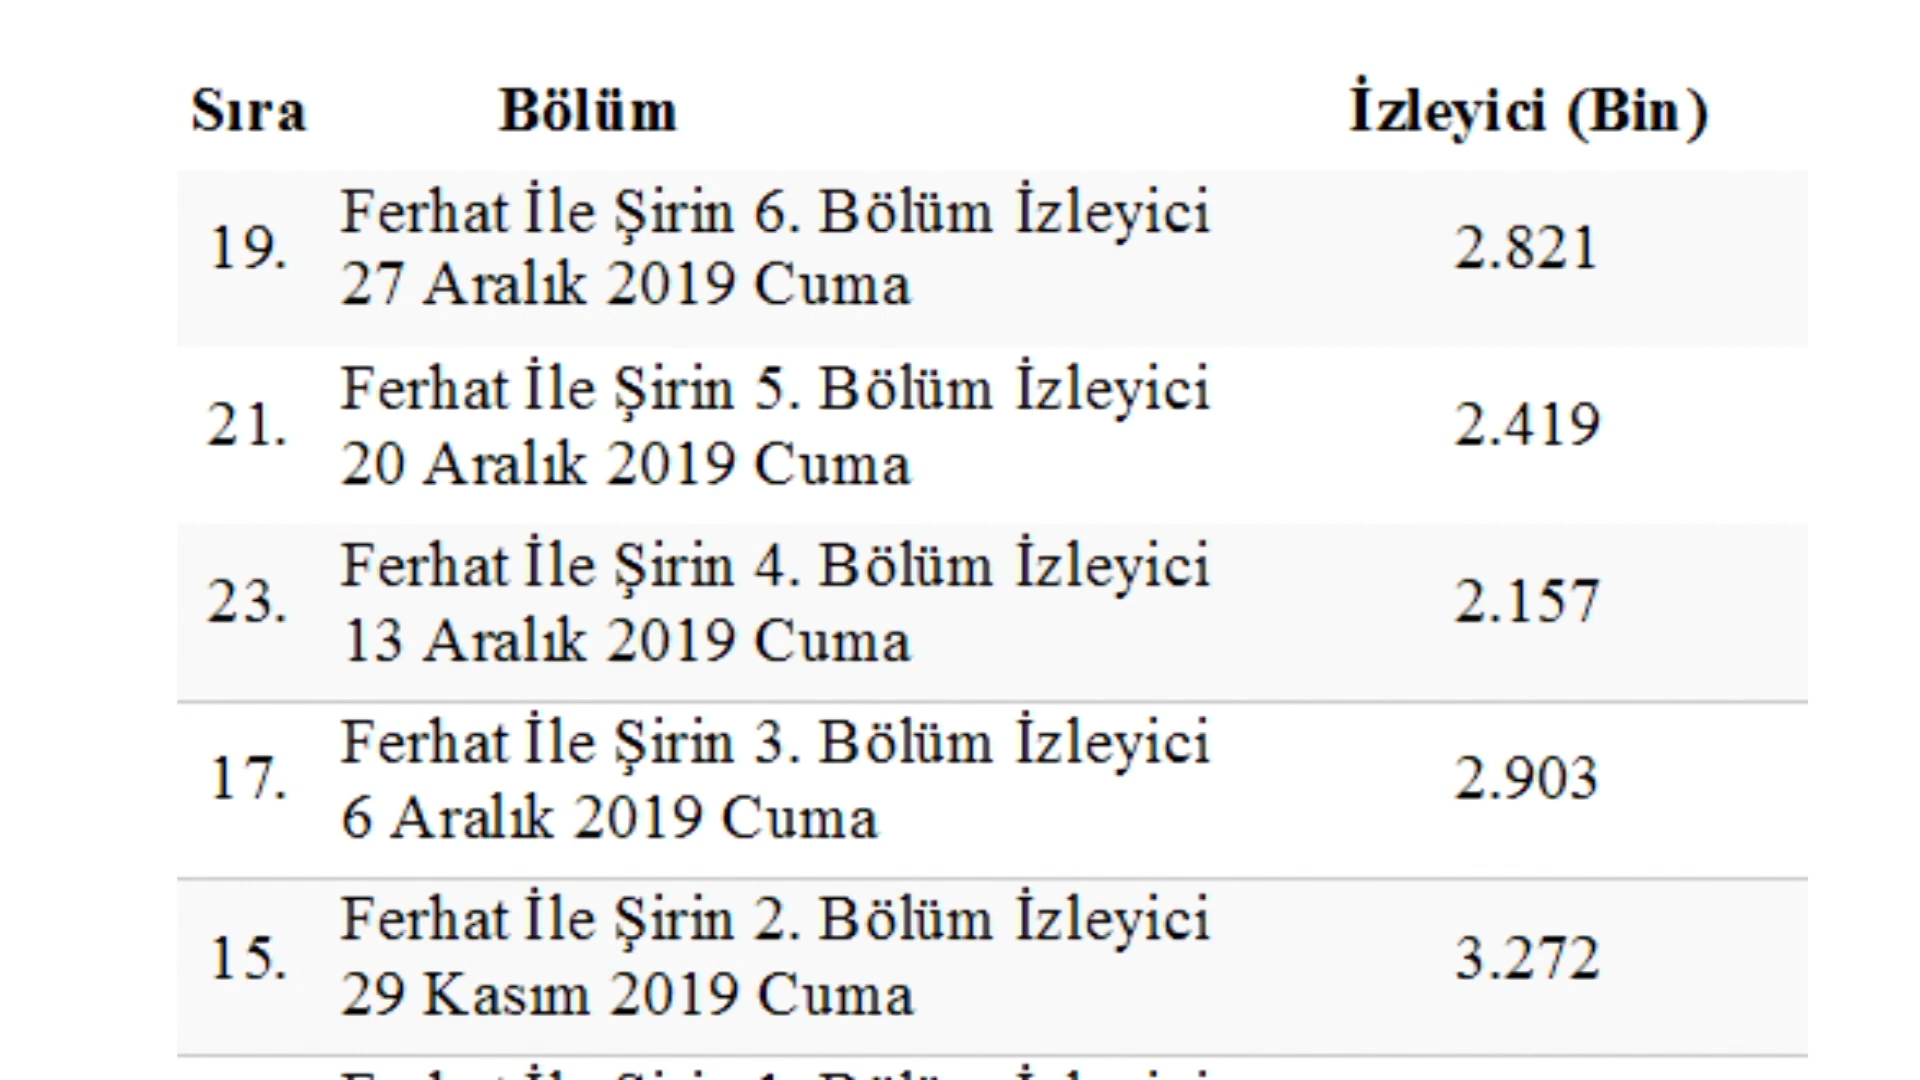 Sıra Bölüm İzleyici (Bin)
19. Ferhat İle Şirin 6. Bölüm İzleyici 2.821
27 Aralık 2019 Cuma
21. Ferhat İle Şirin 5. Bölüm İzleyici 2.419
20 Aralık 2019 Cuma
23. Ferhat İle Şirin 4. Bölüm İzleyici 2.157
13 Aralık 2019 Cuma
17. Ferhat İle Şirin 3. Bölüm İzleyici 2.903
6 Aralık 2019 Cuma
15. Ferhat İle Şirin 2. Bölüm İzleyici 3.272
29 Kasım 2019 Cuma